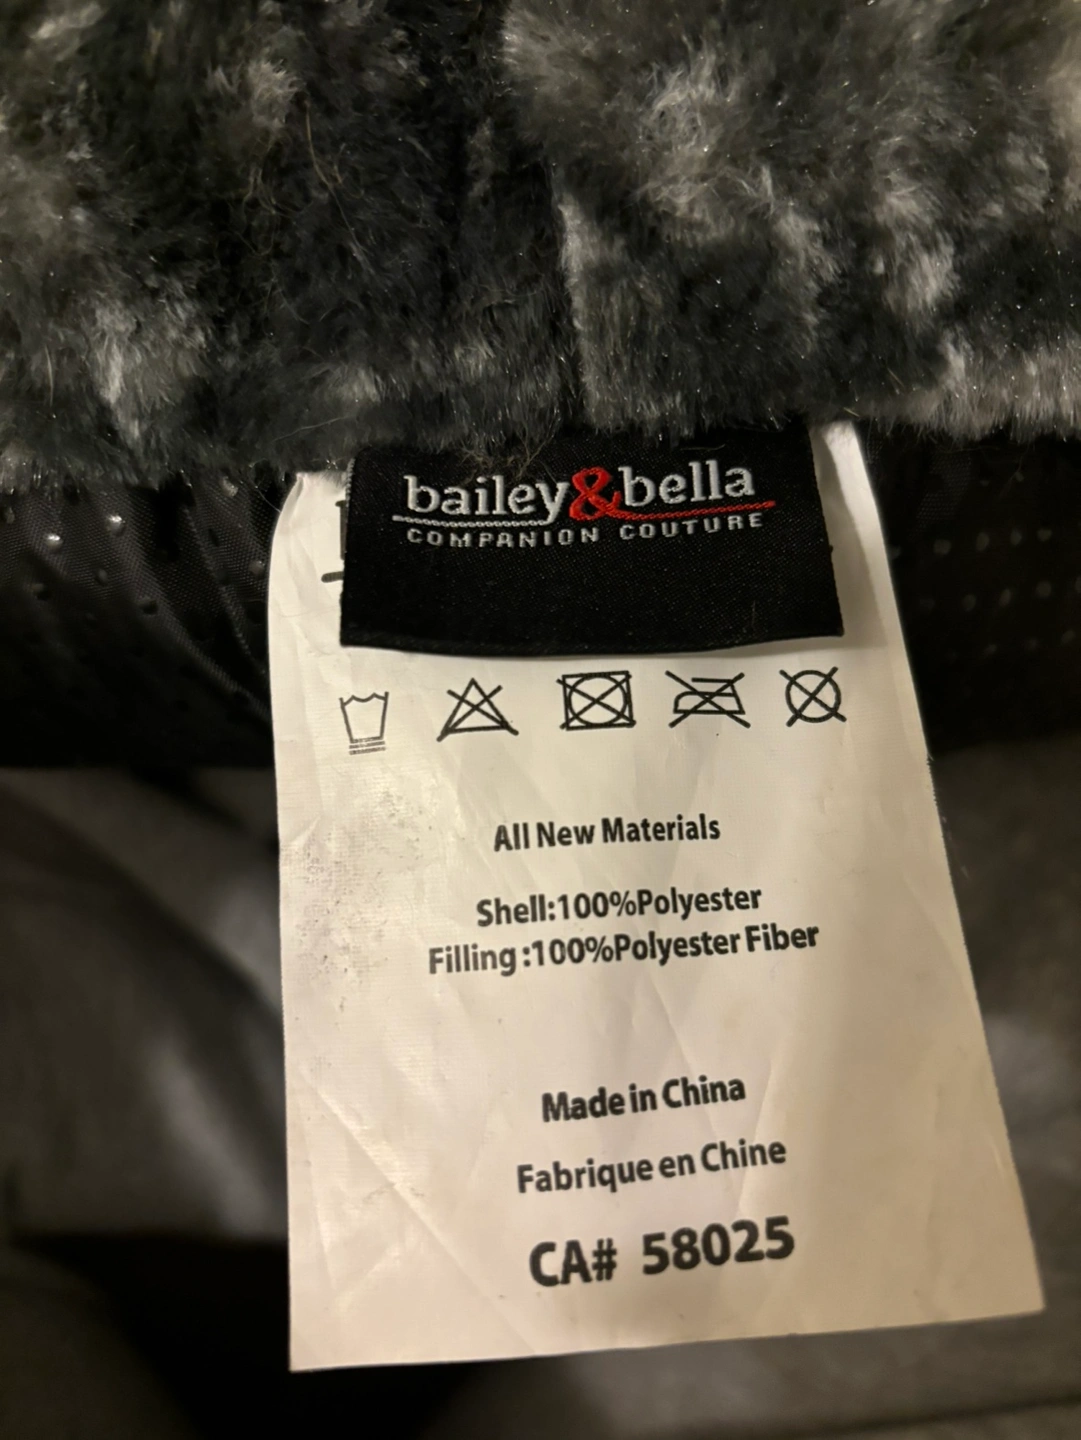 bailey&bella
COMPANION COUTURE
All New Materials
Shell:100%Polyester
Filling :100%Polyester Fiber
Made in China
Fabrique en Chine
CA# 58025